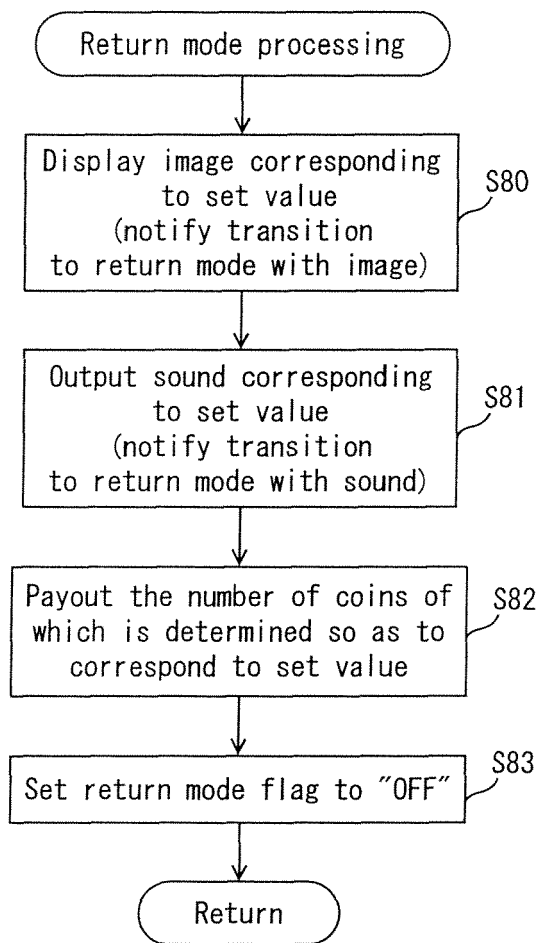 Return mode processing
Display image corresponding
to set value
(notify transition
to return mode with image)
S80
Output sound corresponding
to set value
(notify transition
to return mode with sound)
S81
Payout the number of coins of
which is determined so as to
correspond to set value
S82
Set return mode flag to "OFF"
S83
Return